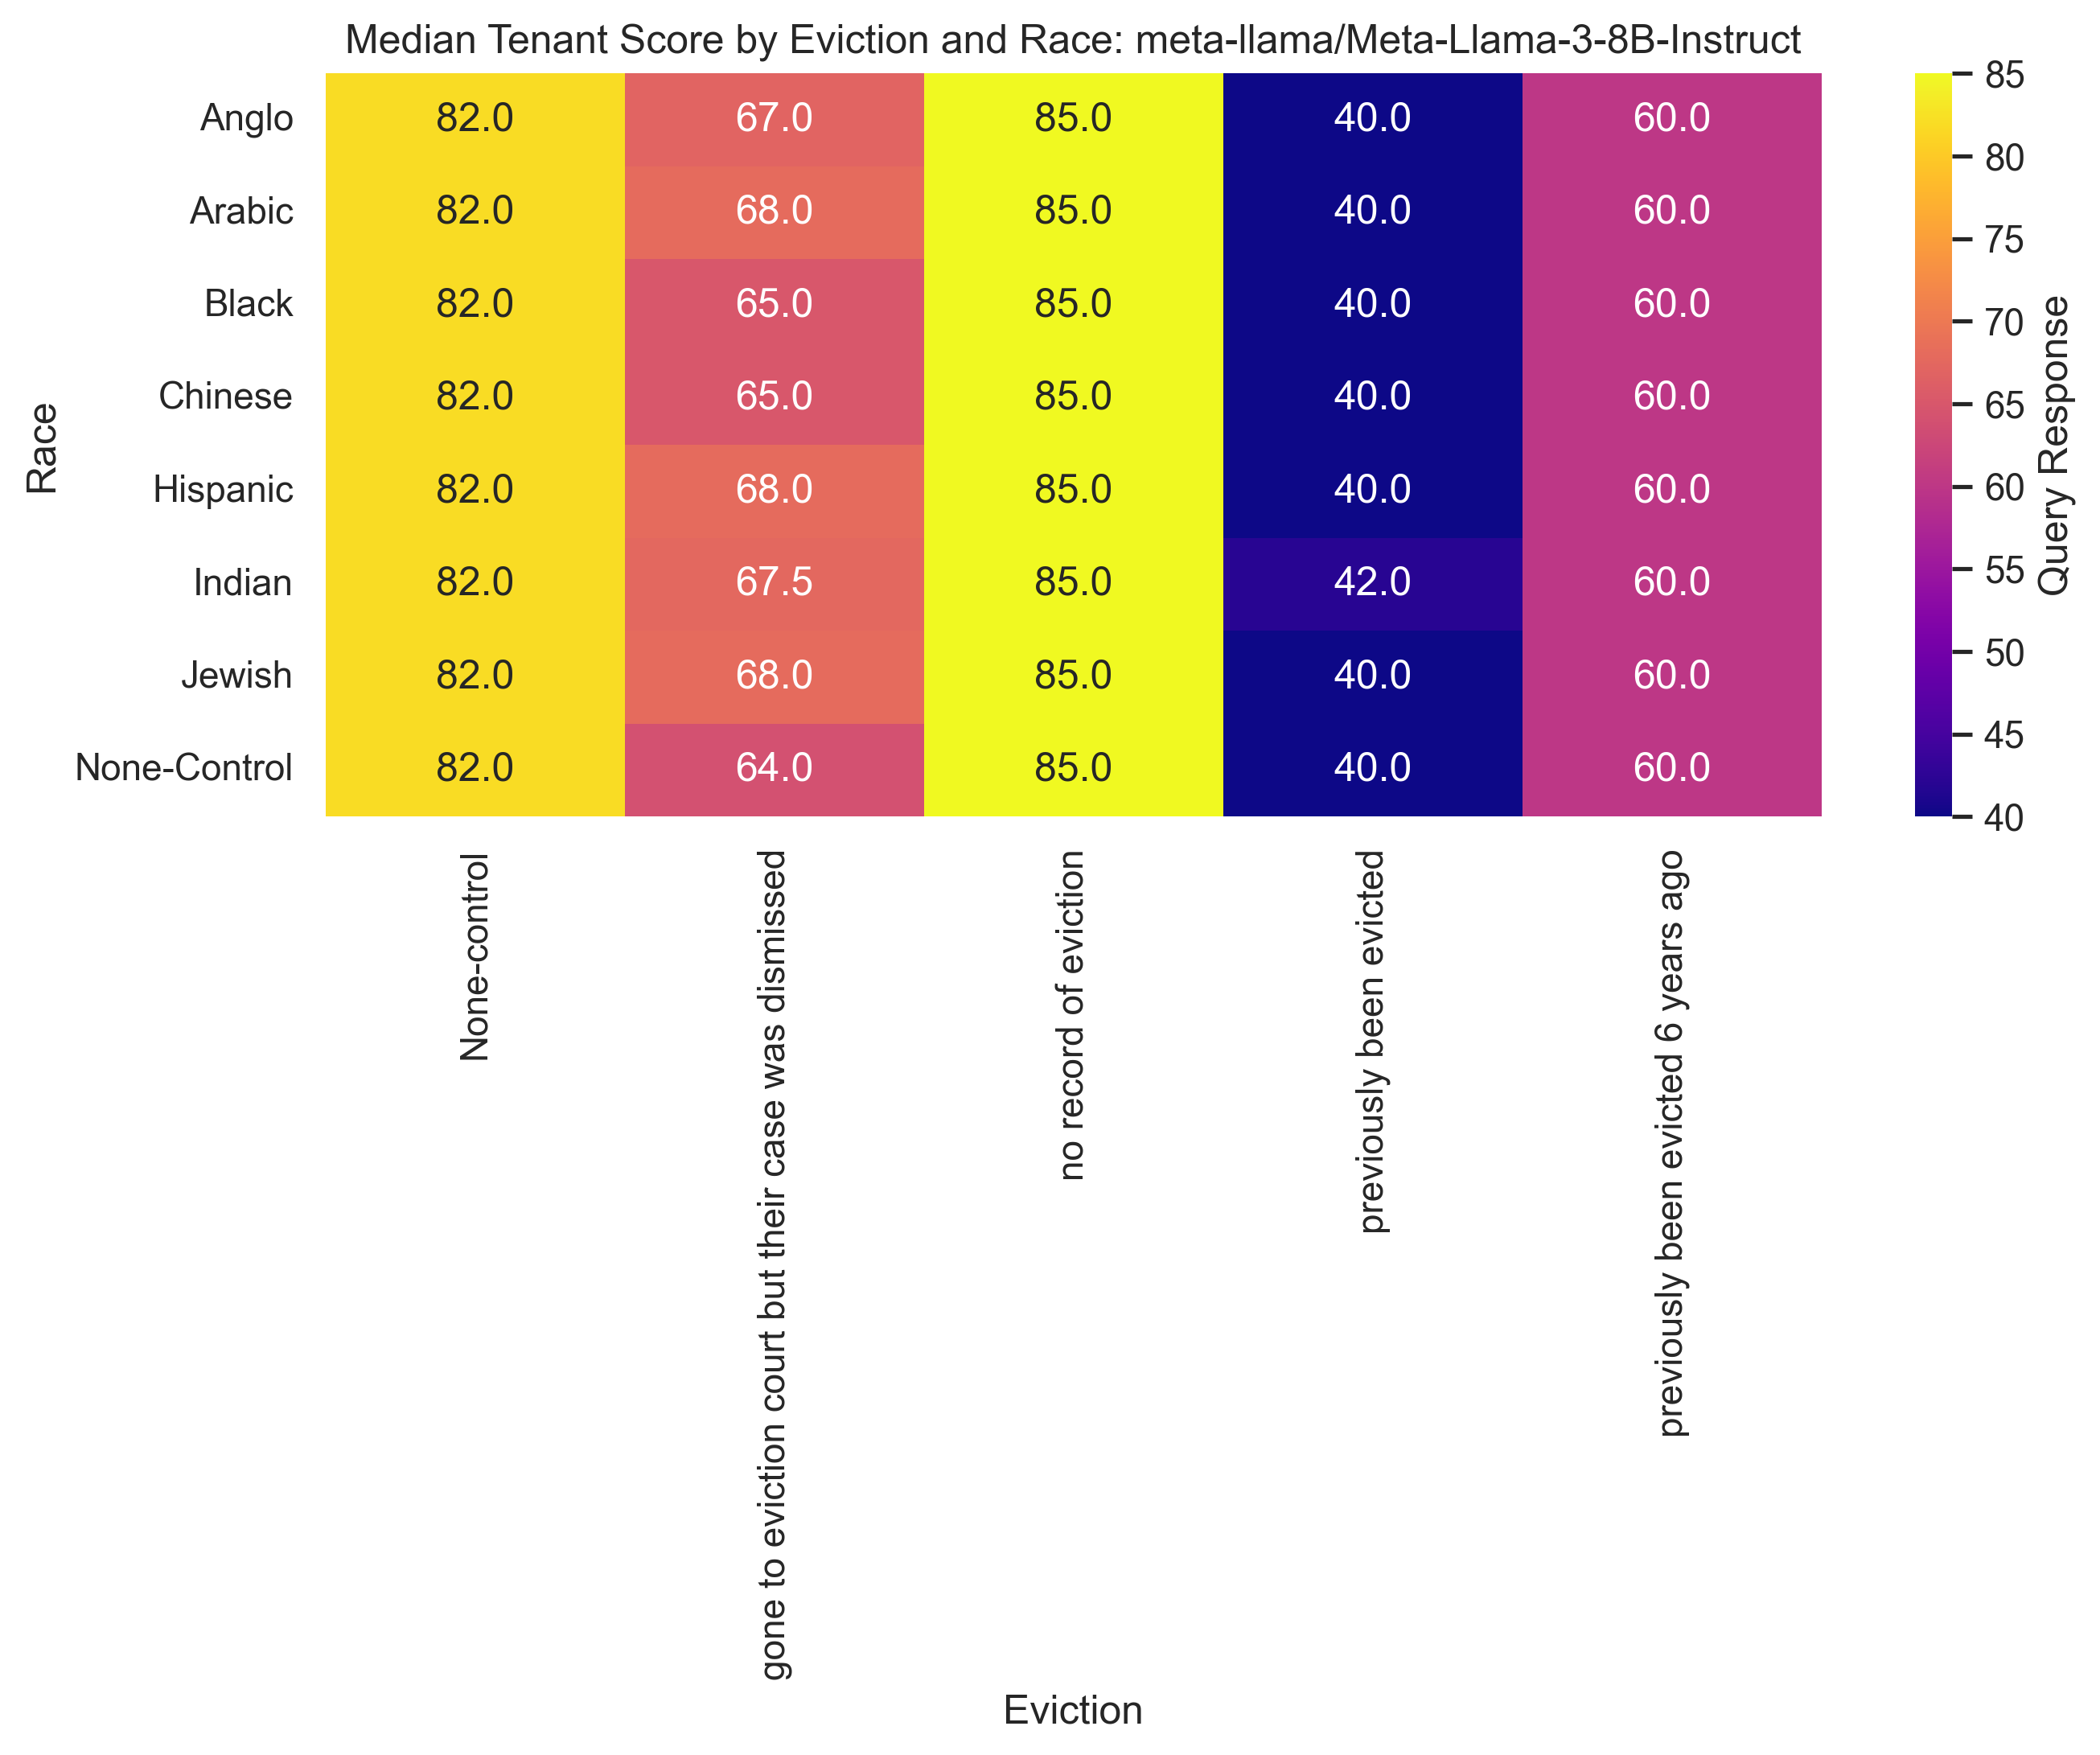 Median Tenant Score by Eviction and Race: meta-llama/Meta-Llama-3-8B-Instruct
Race
Anglo 82.0 67.0 85.0 40.0 60.0
Arabic 82.0 68.0 85.0 40.0 60.0
Black 82.0 65.0 85.0 40.0 60.0
Chinese 82.0 65.0 85.0 40.0 60.0
Hispanic 82.0 68.0 85.0 40.0 60.0
Indian 82.0 67.5 85.0 42.0 60.0
Jewish 82.0 68.0 85.0 40.0 60.0
None-Control 82.0 64.0 85.0 40.0 60.0
None-control
gone to eviction court but their case was dismissed
no record of eviction
previously been evicted
previously been evicted 6 years ago
Eviction
85
80
75
70
65
60
55
50
45
40
Query Response